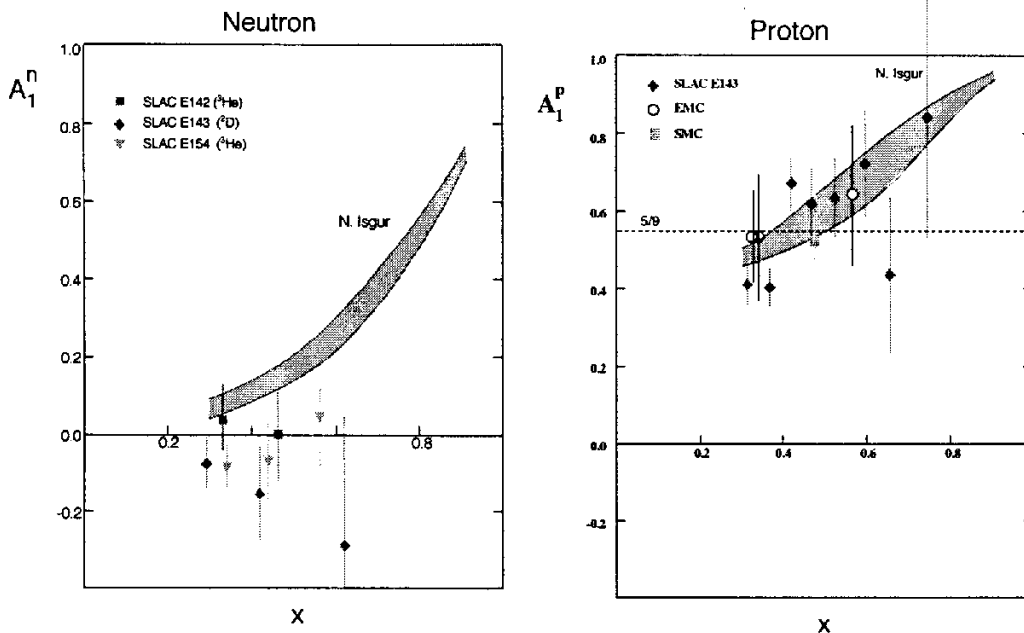 Neutron
A₁ⁿ
1.0
0.8
0.6
0.4
0.2
0.0
-0.2
0.2
0.8
SLAC E142 (³He)
SLAC E143 (²D)
SLAC E154 (³He)
N. Isgur
x
Proton
A₁ᵖ
1.0
0.8
0.6
0.4
0.2
0.0
-0.2
0.2
0.4
0.6
0.8
SLAC E143
EMC
SMC
N. Isgur
5/9
x